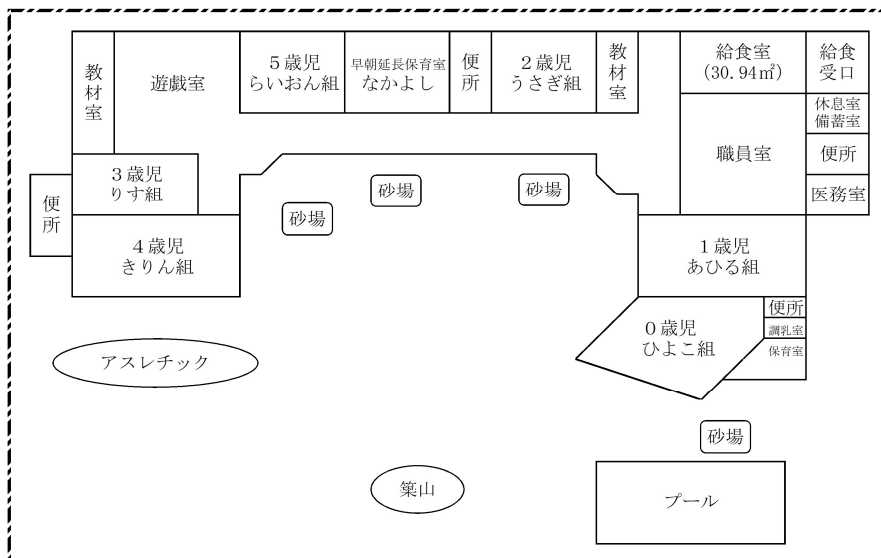 教材室
遊戯室
5歳児
らいおん組
早朝延長保育室
なかよし
便所
2歳児
うさぎ組
教材室
給食室
(30.94㎡)
給食
受口
休息室
備蓄室
職員室
便所
医務室
3歳児
りす組
便所
4歳児
きりん組
砂場
砂場
砂場
1歳児
あひる組
0歳児
ひよこ組
便所
調乳室
保育室
アスレチック
砂場
築山
プール